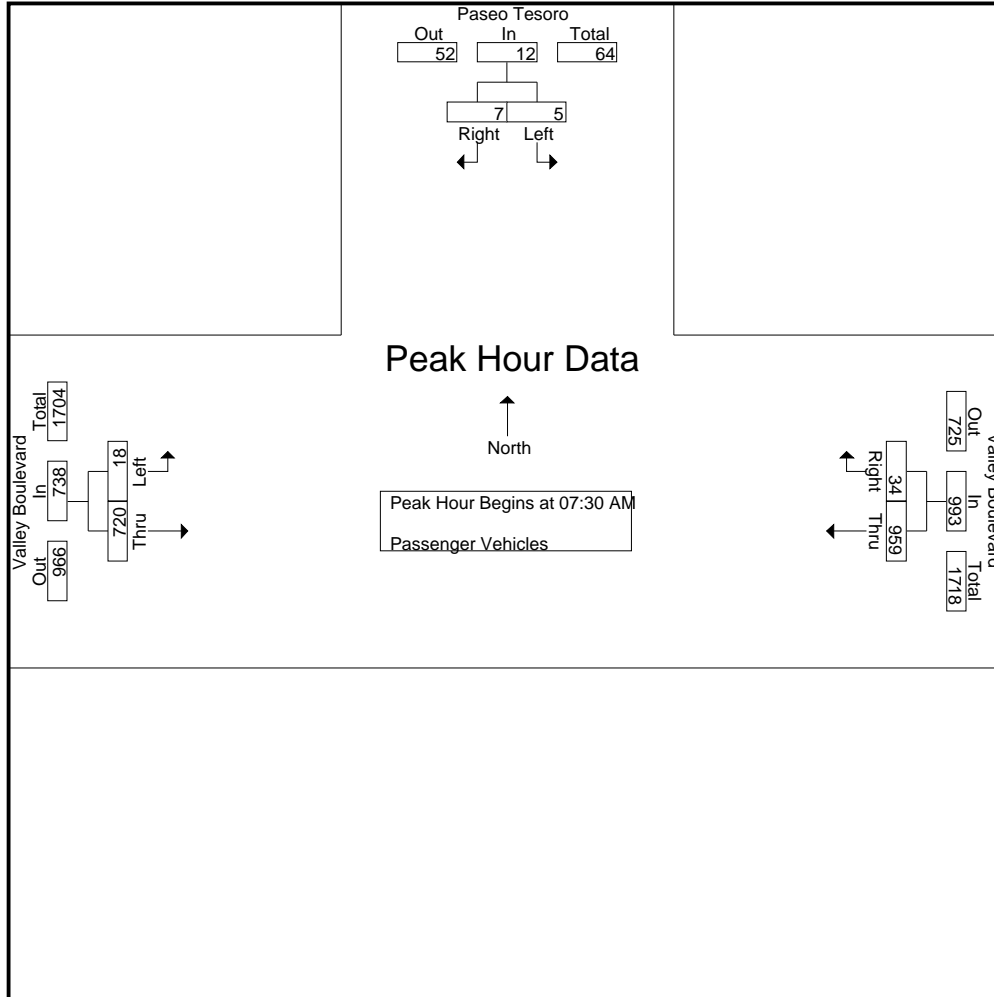 Paseo Tesoro
Out In Total
52 12 64
7 5
Right Left
Peak Hour Data
North
Peak Hour Begins at 07:30 AM
Passenger Vehicles
Valley Boulevard
Out In Total
966 738 1704
18 720
Left Thru
Valley Boulevard
Out In Total
725 993 1718
34 959
Right Thru